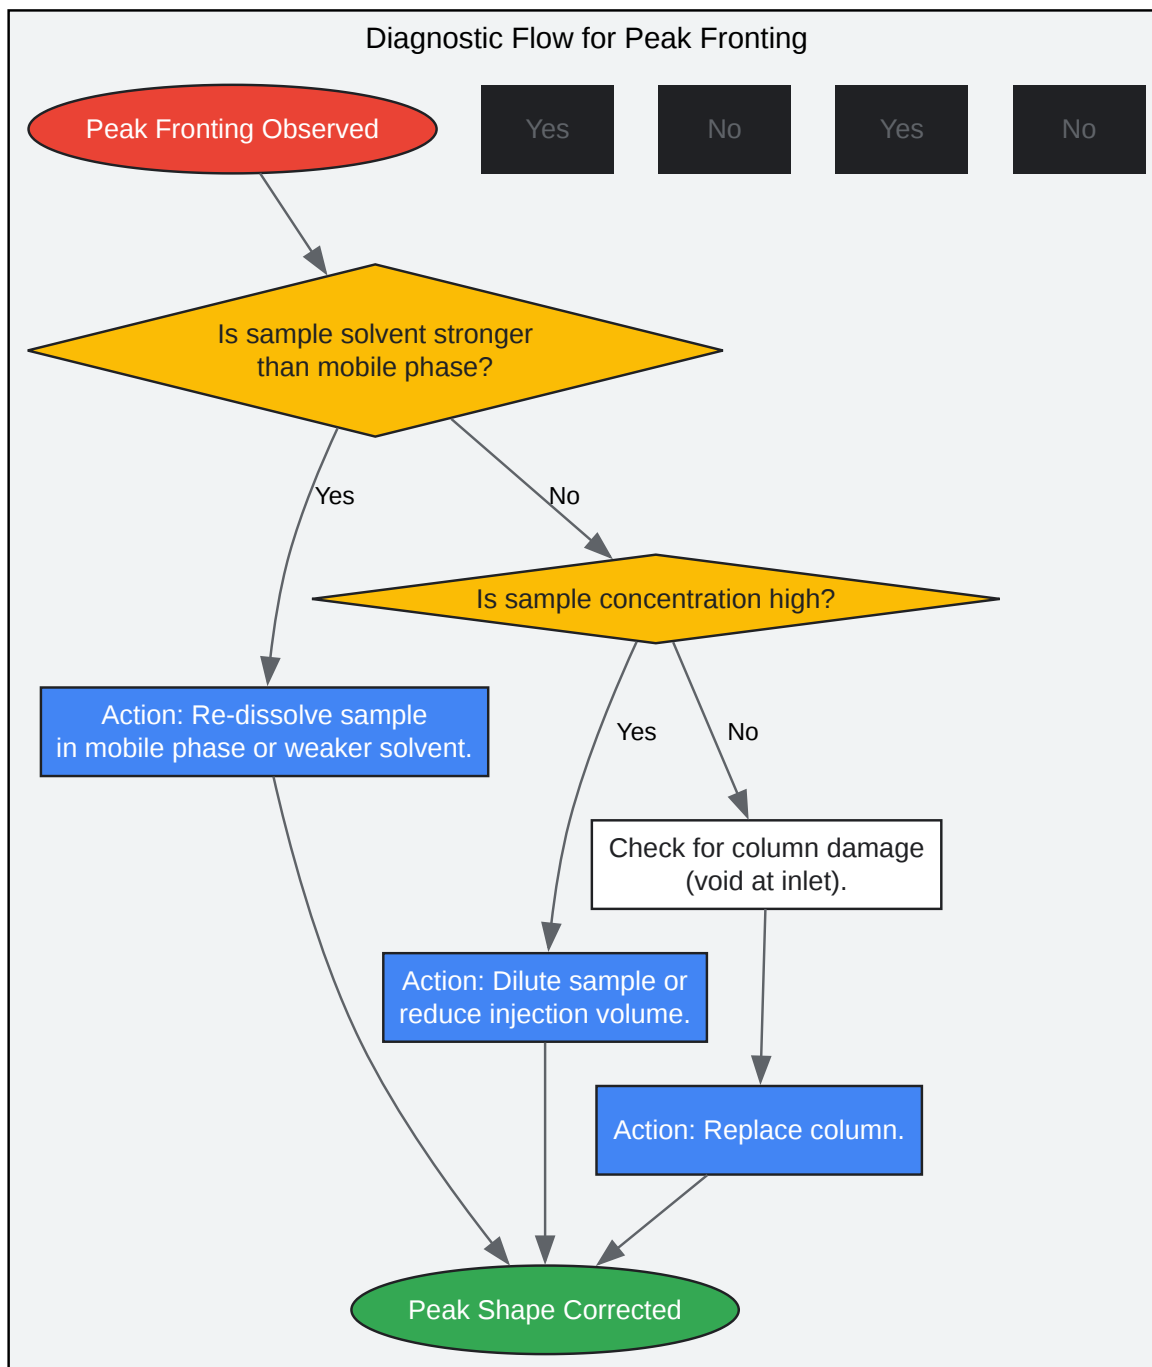 Diagnostic Flow for Peak Fronting
Peak Fronting Observed
Yes
No
Yes
No
Is sample solvent stronger
than mobile phase?
Yes
No
Is sample concentration high?
Action: Re-dissolve sample
in mobile phase or weaker solvent.
Yes
No
Check for column damage
(void at inlet).
Action: Dilute sample or
reduce injection volume.
Action: Replace column.
Peak Shape Corrected